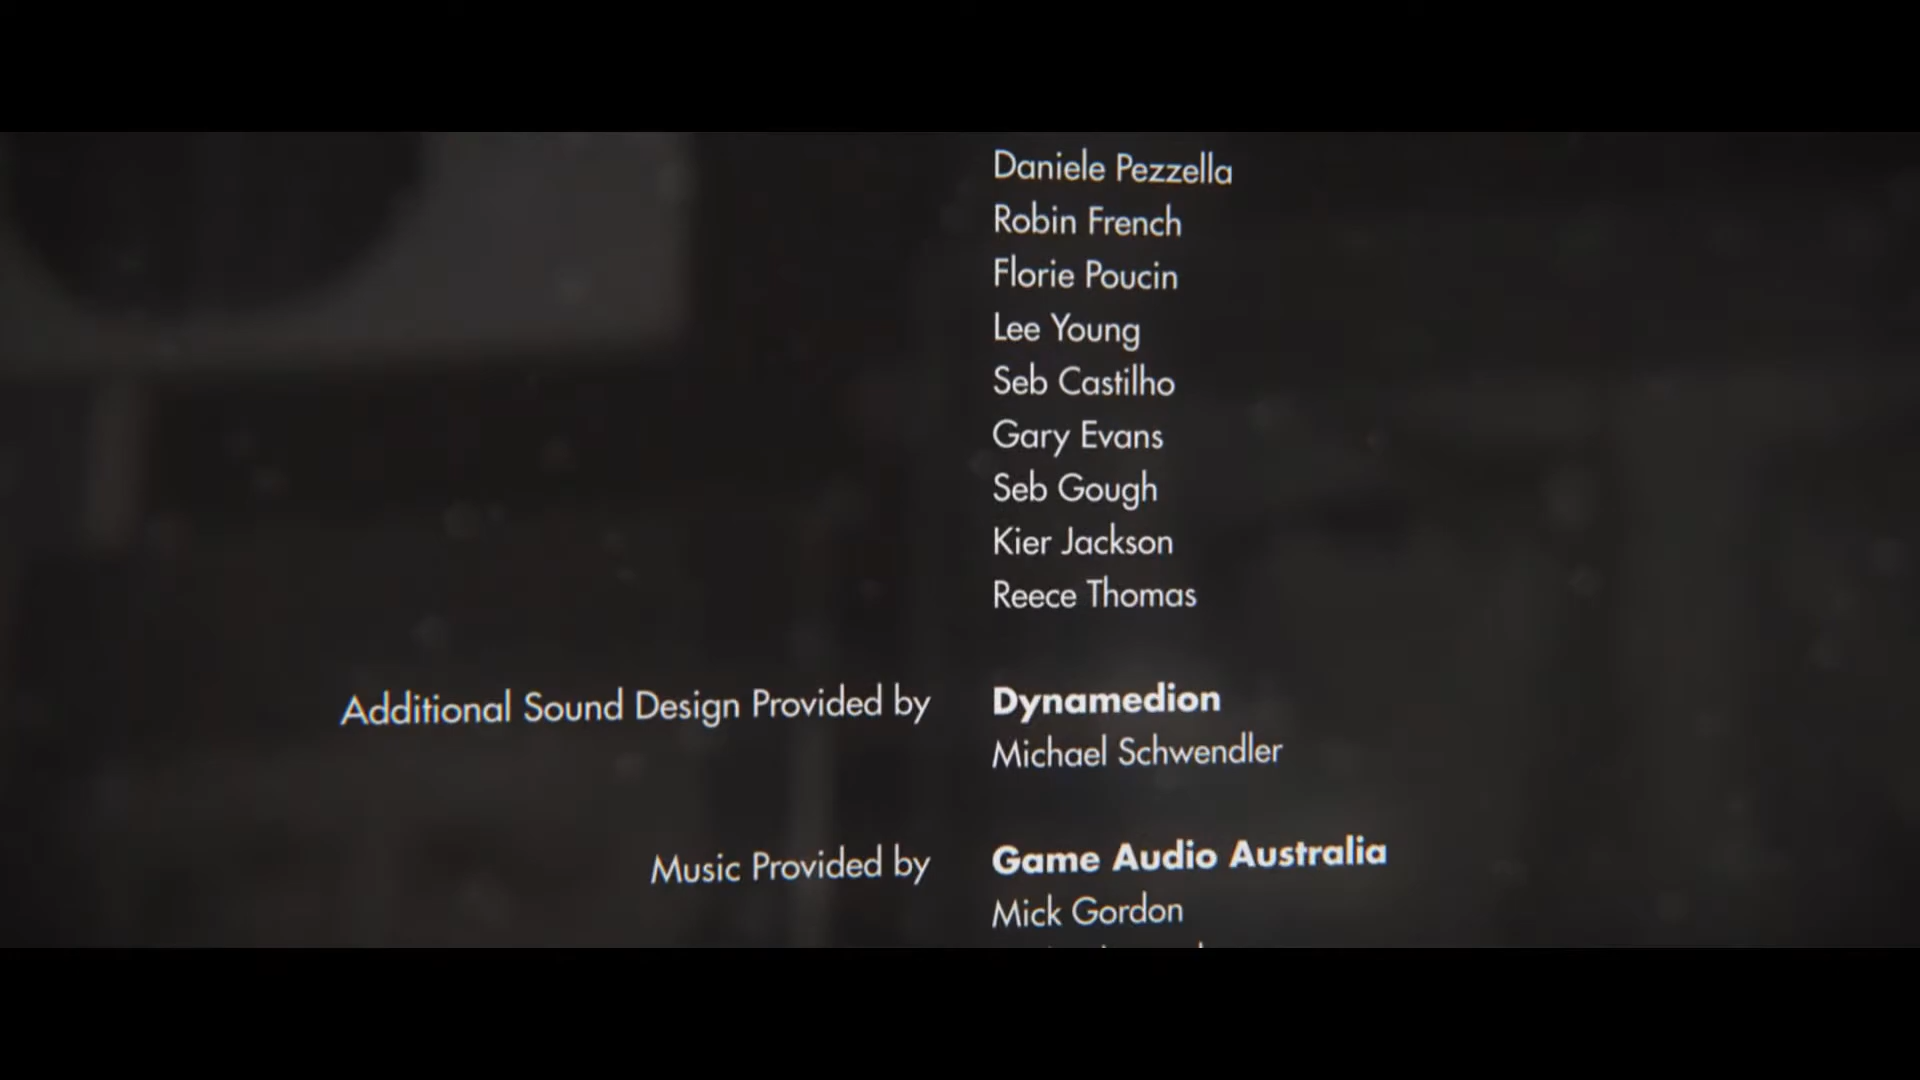 Daniele Pezzella
Robin French
Florie Poucin
Lee Young
Seb Castilho
Gary Evans
Seb Gough
Kier Jackson
Reece Thomas
Additional Sound Design Provided by Dynamedion
Michael Schwendler
Music Provided by Game Audio Australia
Mick Gordon